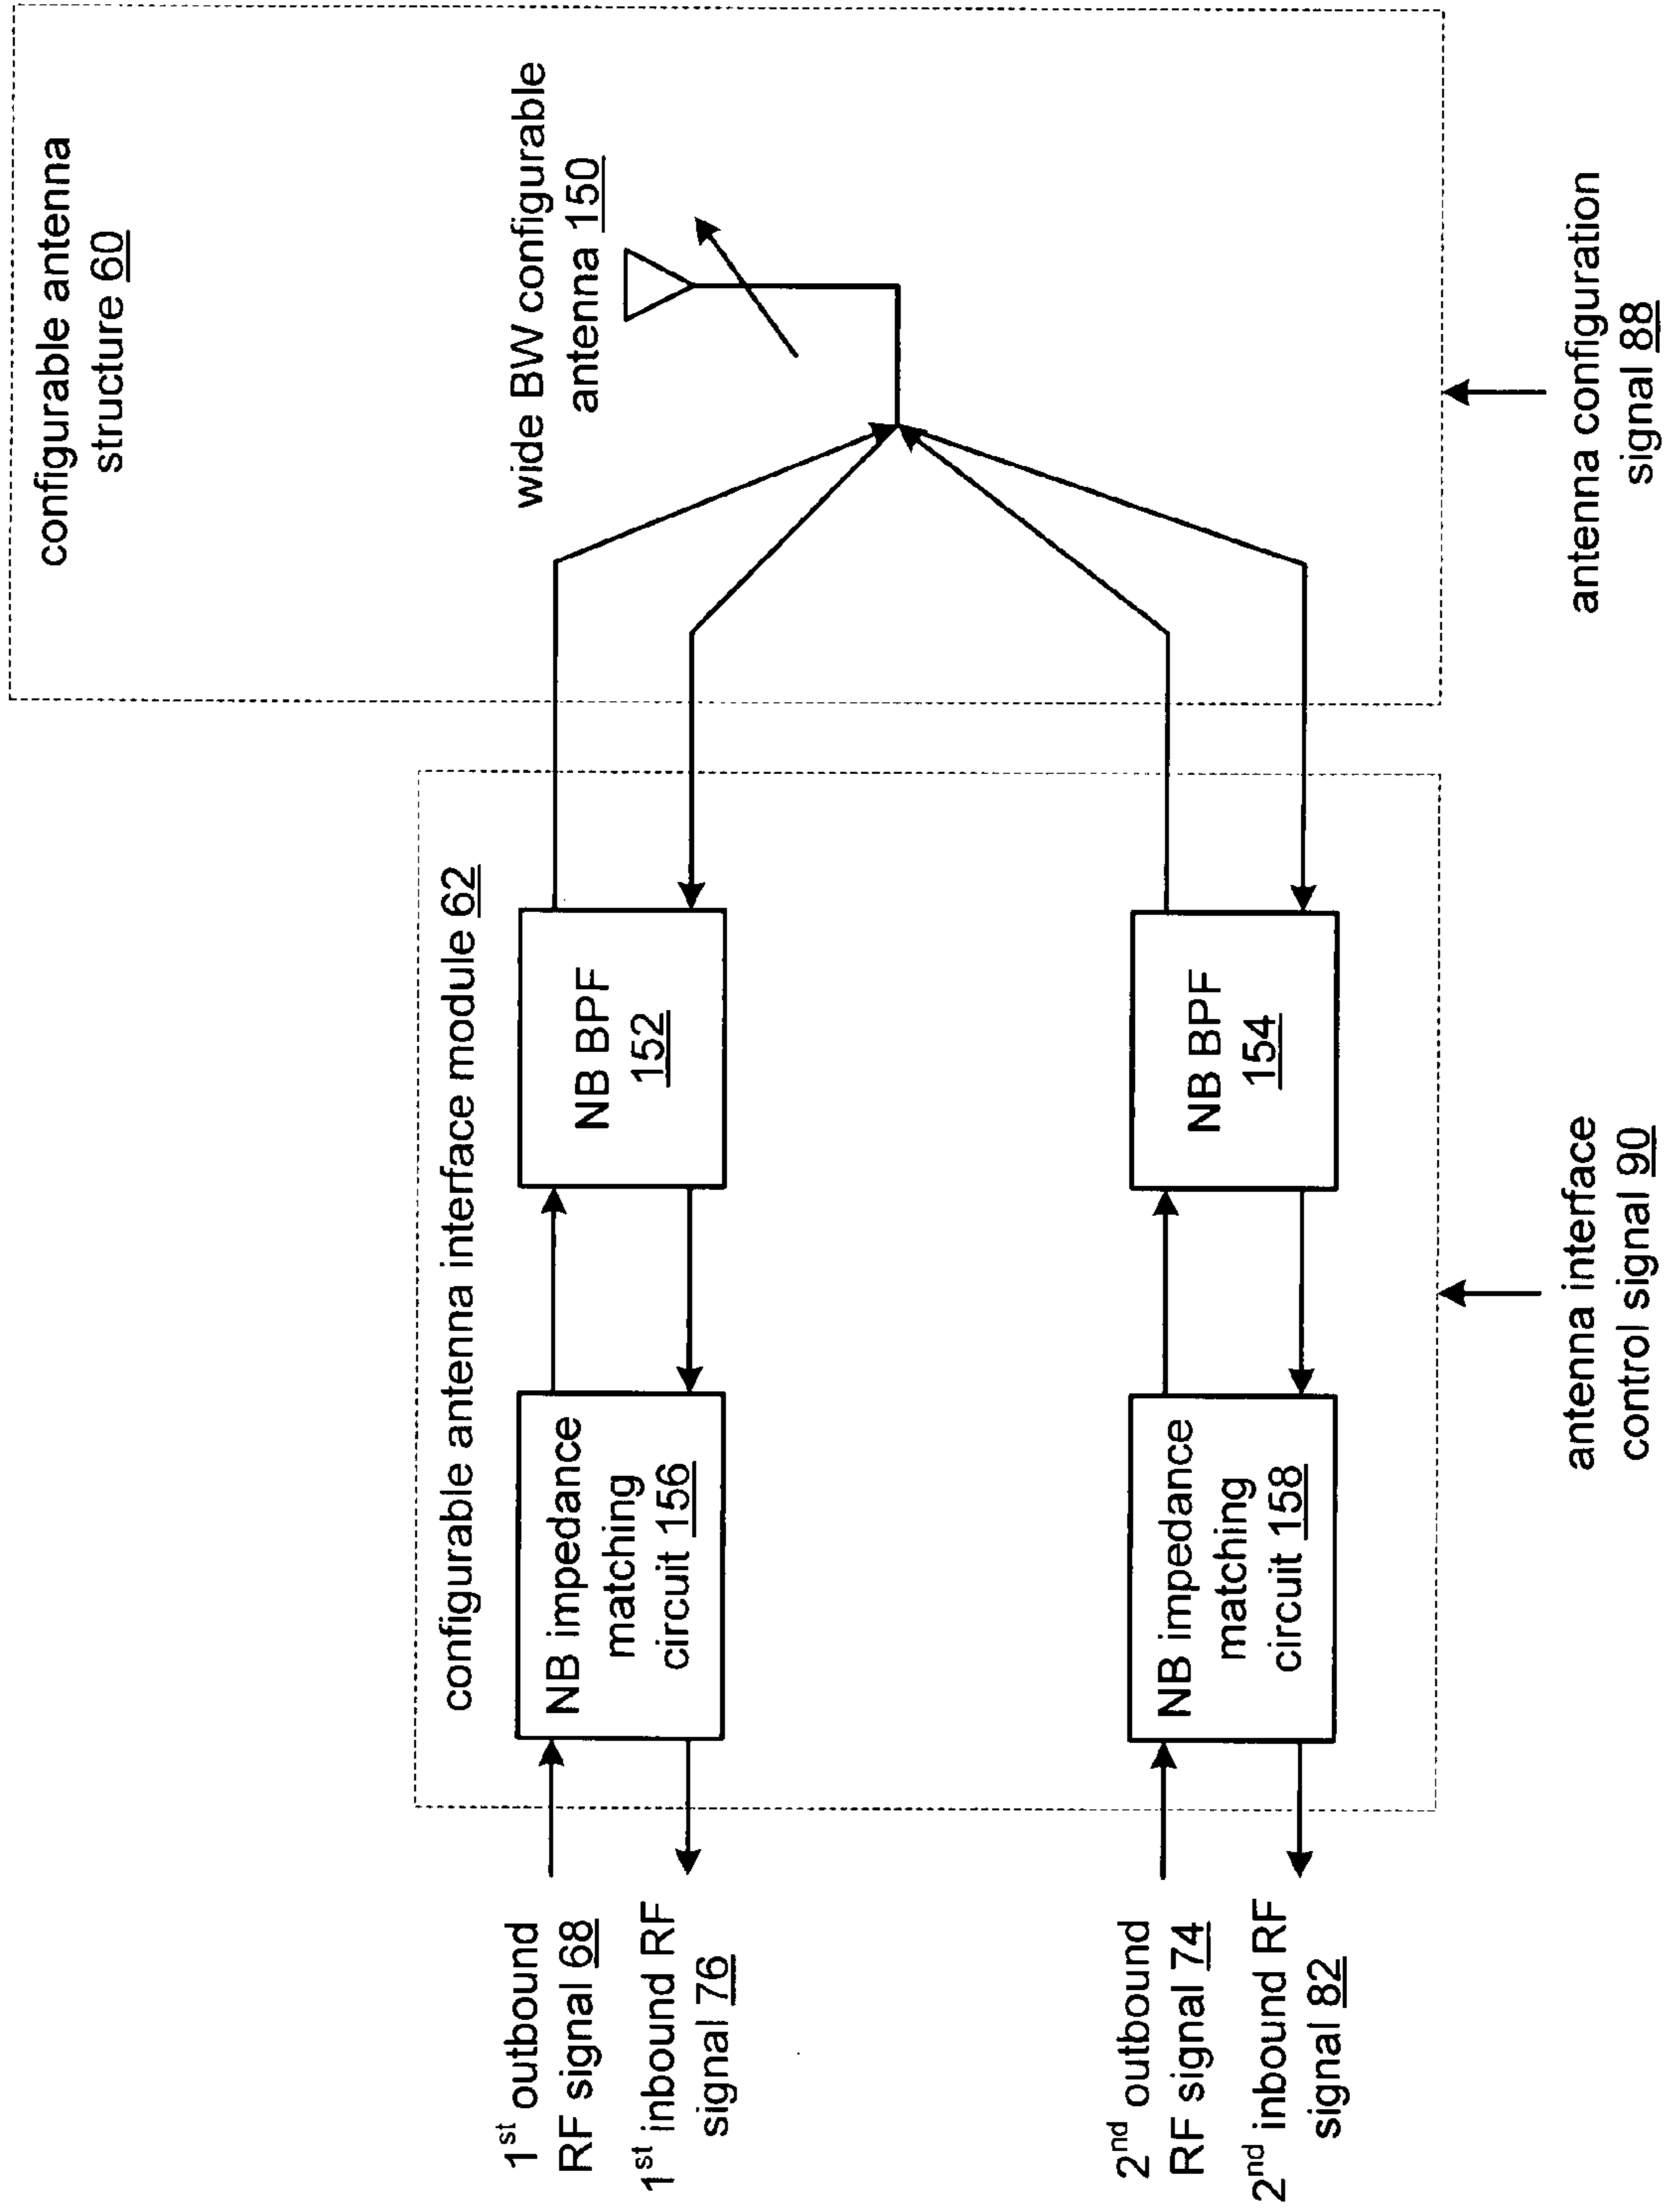 configurable antenna
structure 60
wide BW configurable
antenna 150
antenna configuration
signal 88
configurable antenna interface module 62
NB BPF
152
NB BPF
154
NB impedance
matching
circuit 156
NB impedance
matching
circuit 158
antenna interface
control signal 90
1st outbound
RF signal 68
1st inbound RF
signal 76
2nd outbound
RF signal 74
2nd inbound RF
signal 82